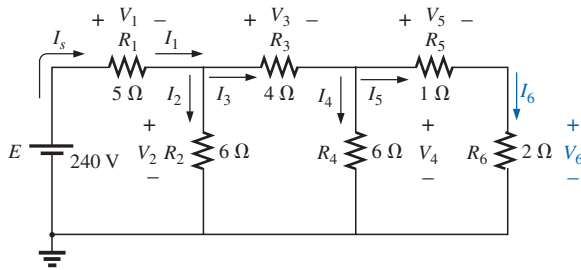 + V1 − + V3 − + V5 −
Is R1 I1 R3 R5
5 Ω I2 I3 4 Ω I4 I5 1 Ω I6
+ + +
E 240 V V2 R2 6 Ω R4 6 Ω V4 R6 2 Ω V6
− − −